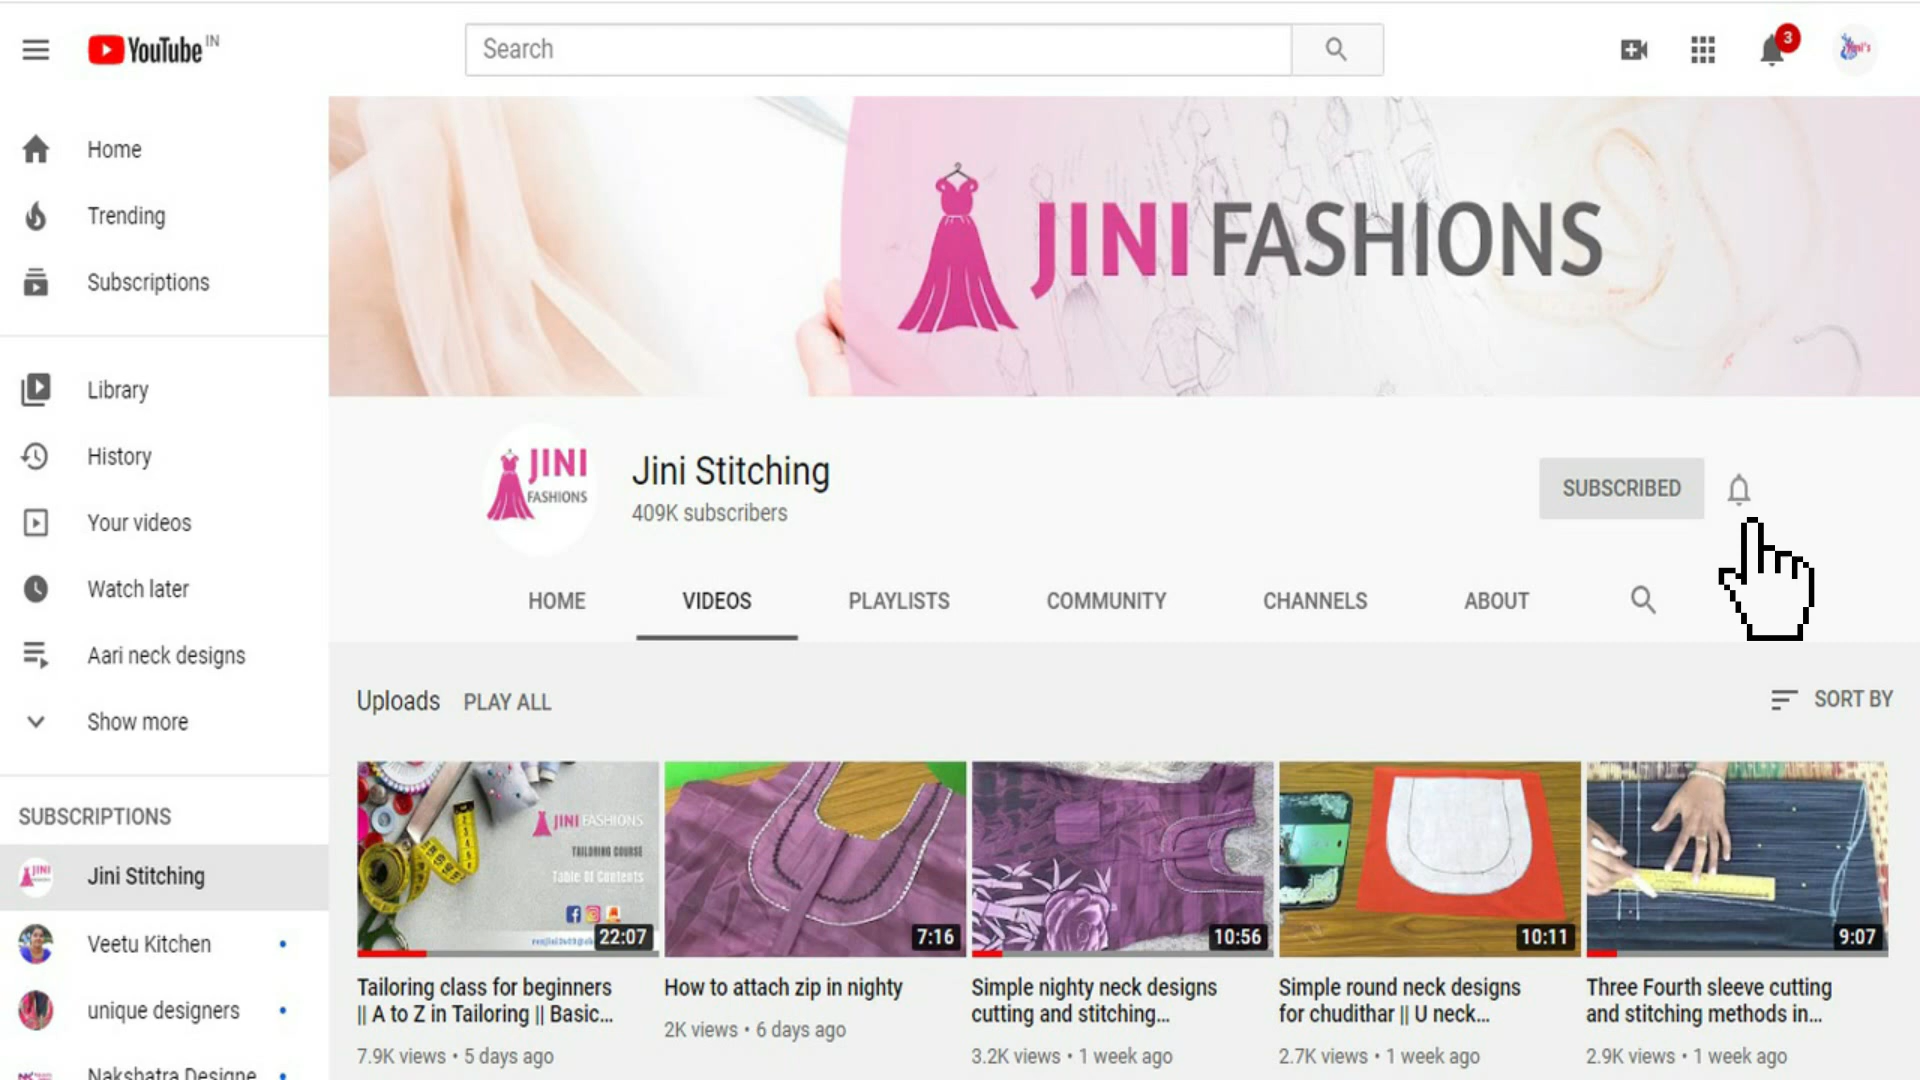 YouTube IN
Search
3
Home
Trending
Subscriptions
Library
History
Your videos
Watch later
Aari neck designs
Show more
SUBSCRIPTIONS
Jini Stitching
Veetu Kitchen
unique designers
Nakshatra Designe
JINI FASHIONS
JINI
FASHIONS
Jini Stitching
409K subscribers
SUBSCRIBED
HOME
VIDEOS
PLAYLISTS
COMMUNITY
CHANNELS
ABOUT
Uploads
PLAY ALL
SORT BY
JINI FASHIONS
TAILORING COURSE
Table Of Contents
22:07
7:16
10:56
10:11
9:07
Tailoring class for beginners
|| A to Z in Tailoring || Basic...
7.9K views • 5 days ago
How to attach zip in nighty
2K views • 6 days ago
Simple nighty neck designs
cutting and stitching...
3.2K views • 1 week ago
Simple round neck designs
for chudithar || U neck...
2.7K views • 1 week ago
Three Fourth sleeve cutting
and stitching methods in...
2.9K views • 1 week ago